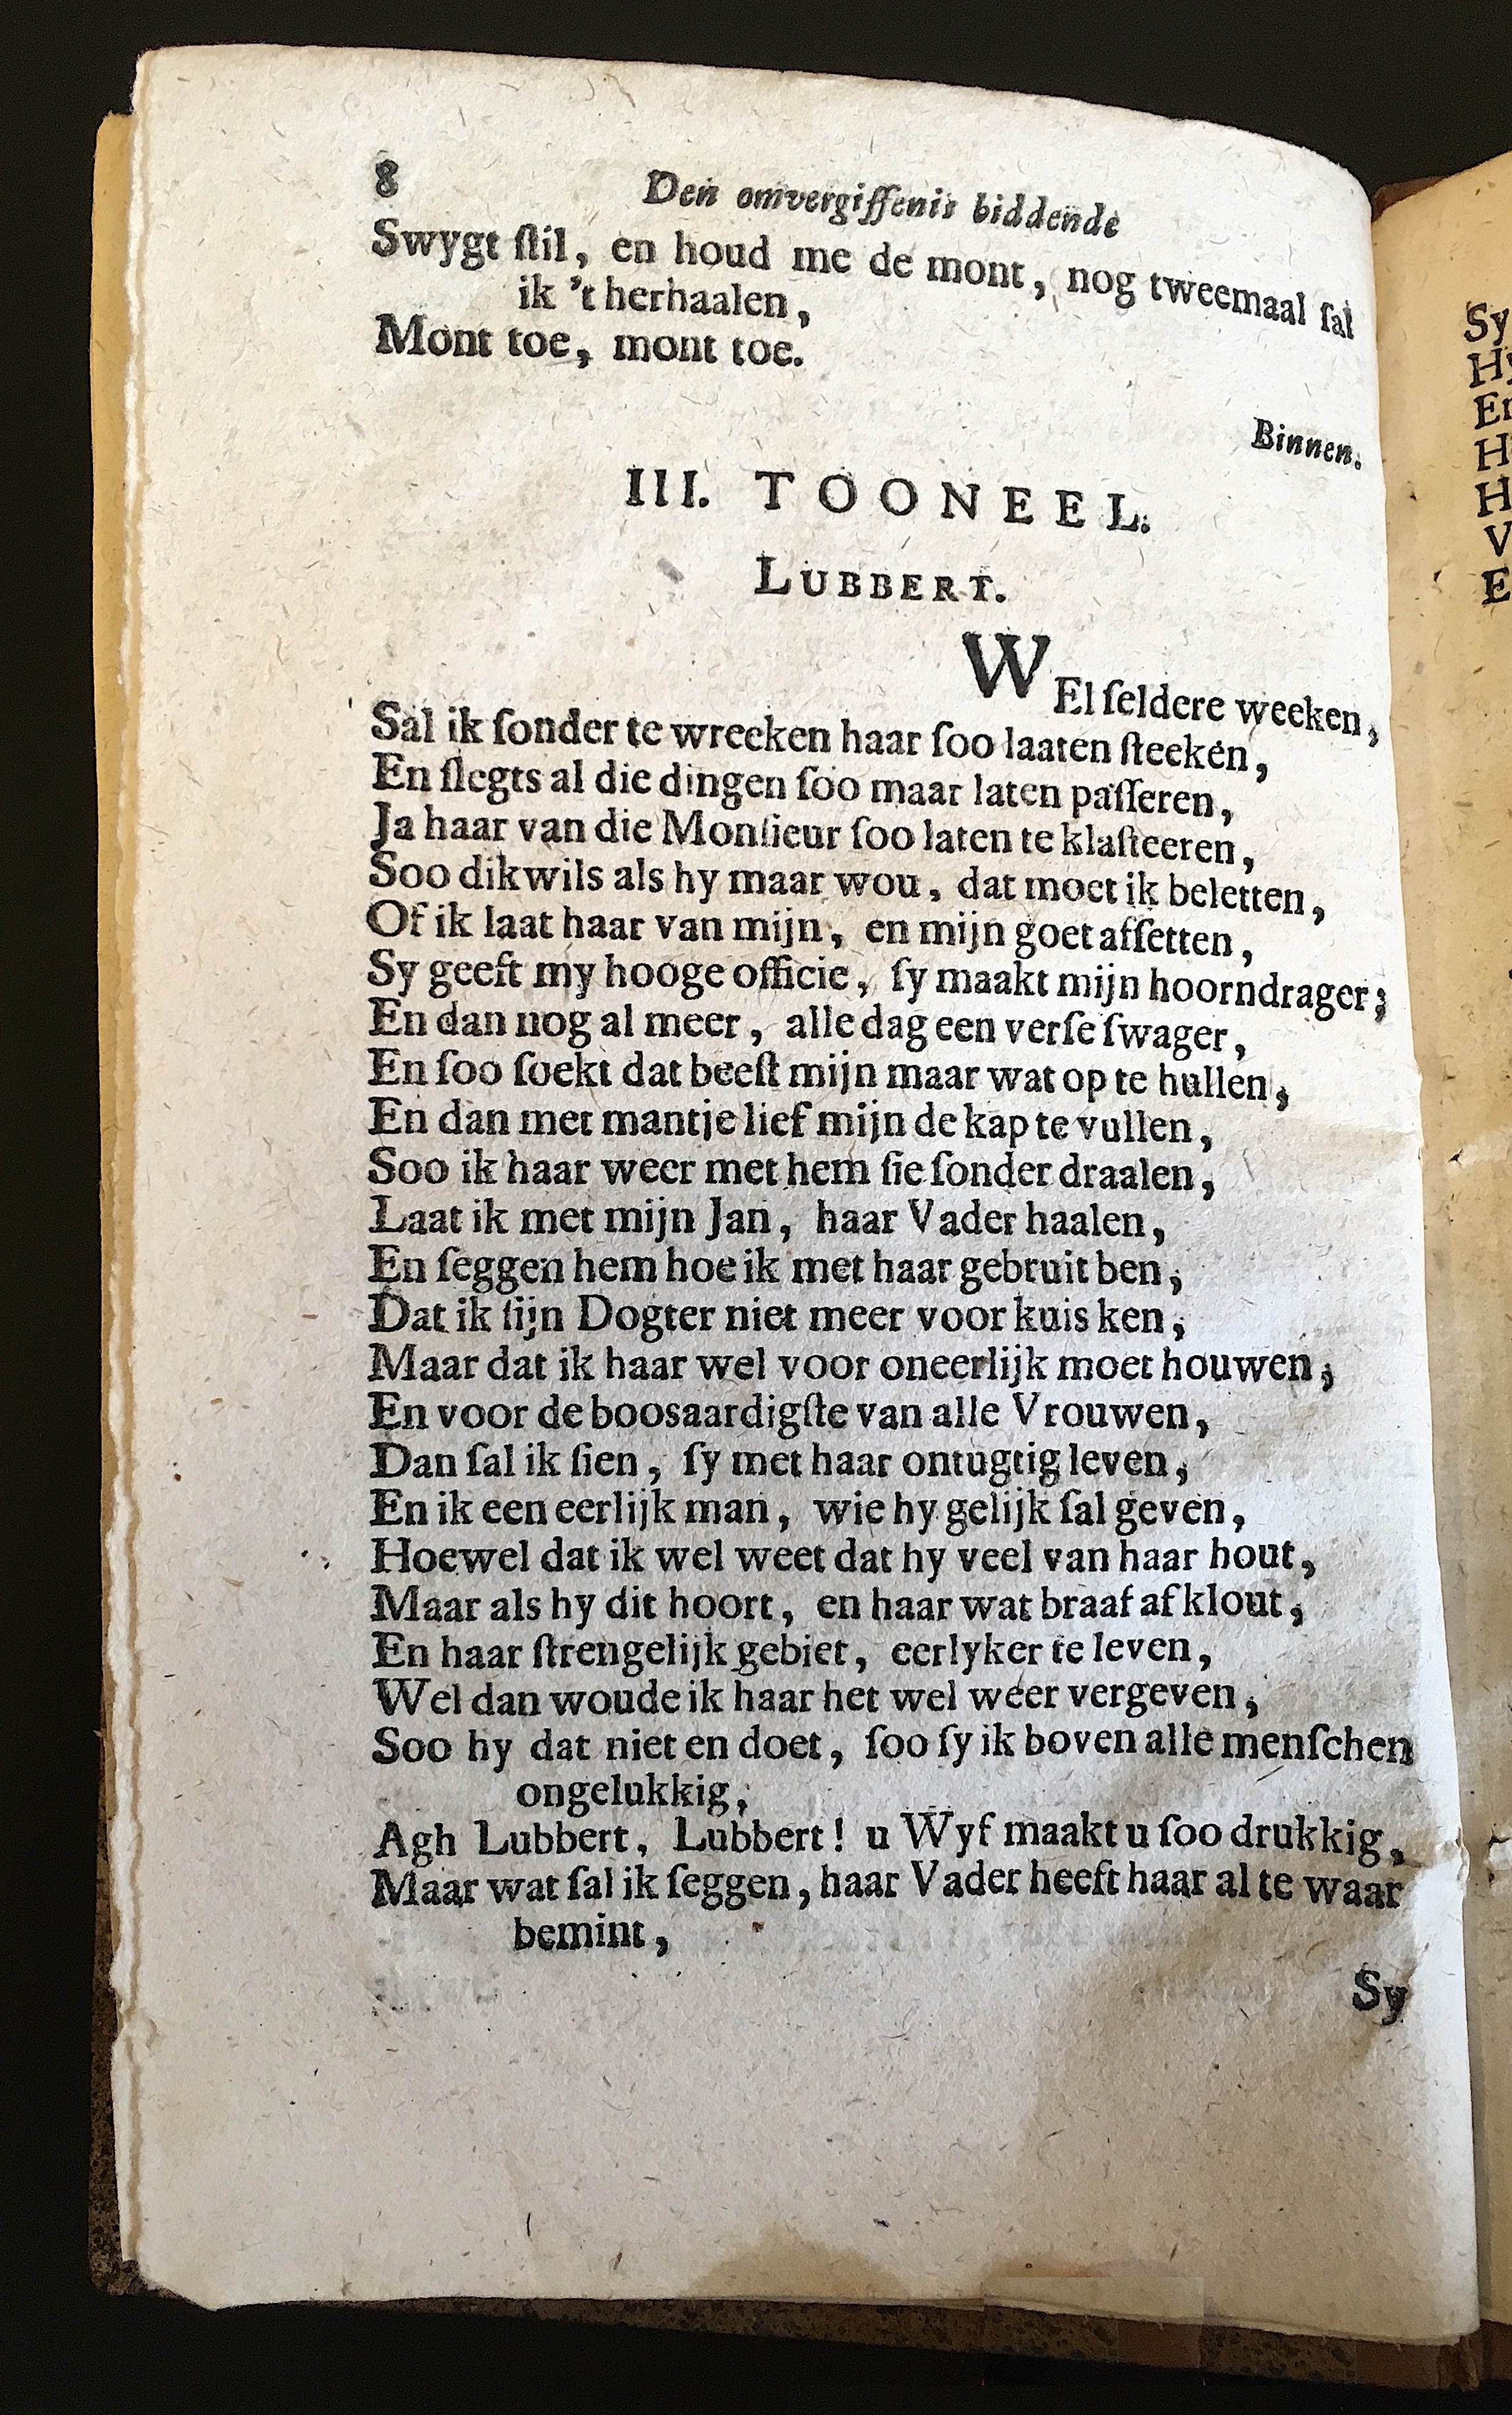 8 Den omvergiffenis biddende
Swygt ſtil, en houd me de mont, nog tweemaal ſal
ik 't herhaalen,
Mont toe, mont toe.
Binnen.
III. TOONEEL.
LUBBERT.
WEl ſeldere weeken,
Sal ik ſonder te wreeken haar ſoo laaten ſteeken,
En ſlegts al die dingen ſoo maar laten paſſeren,
Ja haar van die Monſieur ſoo laten te klaſteeren,
Soo dikwils als hy maar wou, dat moet ik beletten,
Of ik laat haar van mijn, en mijn goet afſetten,
Sy geeft my hooge officie, ſy maakt mijn hoorndrager;
En dan nog al meer, alle dag een verſe ſwager,
En ſoo ſoekt dat beeſt mijn maar wat op te hullen,
En dan met mantje lief mijn de kap te vullen,
Soo ik haar weer met hem ſie ſonder draalen,
Laat ik met mijn Jan, haar Vader haalen,
En ſeggen hem hoe ik met haar gebruit ben,
Dat ik ſijn Dogter niet meer voor kuis ken,
Maar dat ik haar wel voor oneerlijk moet houwen,
En voor de boosaardigſte van alle Vrouwen,
Dan ſal ik ſien, ſy met haar ontugtig leven,
En ik een eerlijk man, wie hy gelijk ſal geven,
Hoewel dat ik wel weet dat hy veel van haar hout,
Maar als hy dit hoort, en haar wat braaf af klout,
En haar ſtrengelijk gebiet, eerlyker te leven,
Wel dan woude ik haar het wel weer vergeven,
Soo hy dat niet en doet, ſoo ſy ik boven alle menſchen
ongelukkig,
Agh Lubbert, Lubbert! u Wyf maakt u ſoo drukkig,
Maar wat ſal ik ſeggen, haar Vader heeft haar al te waar
bemint,
Sy
Sy
H
E
H
H
V
E